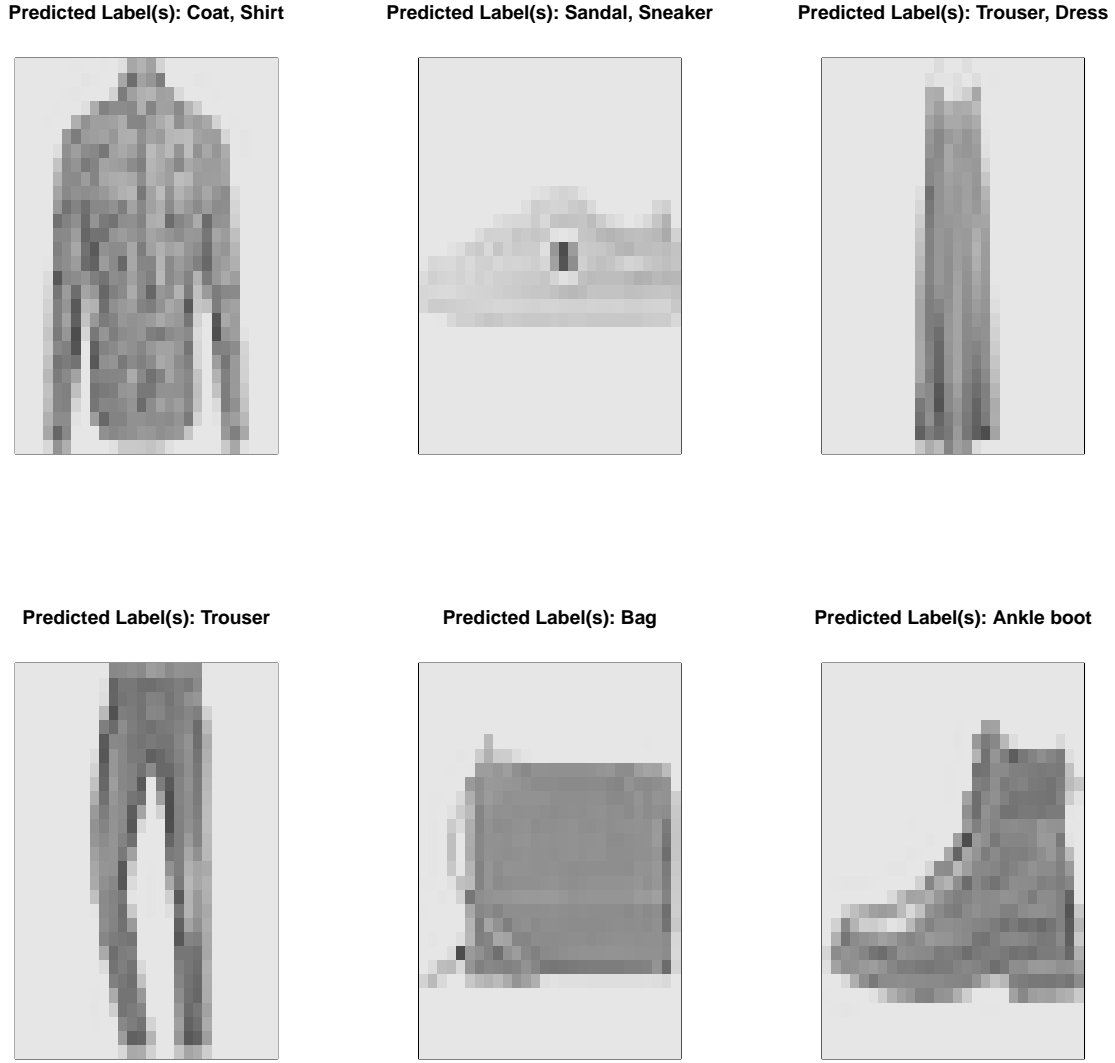 Predicted Label(s): Coat, Shirt
Predicted Label(s): Sandal, Sneaker
Predicted Label(s): Trouser, Dress
Predicted Label(s): Trouser
Predicted Label(s): Bag
Predicted Label(s): Ankle boot